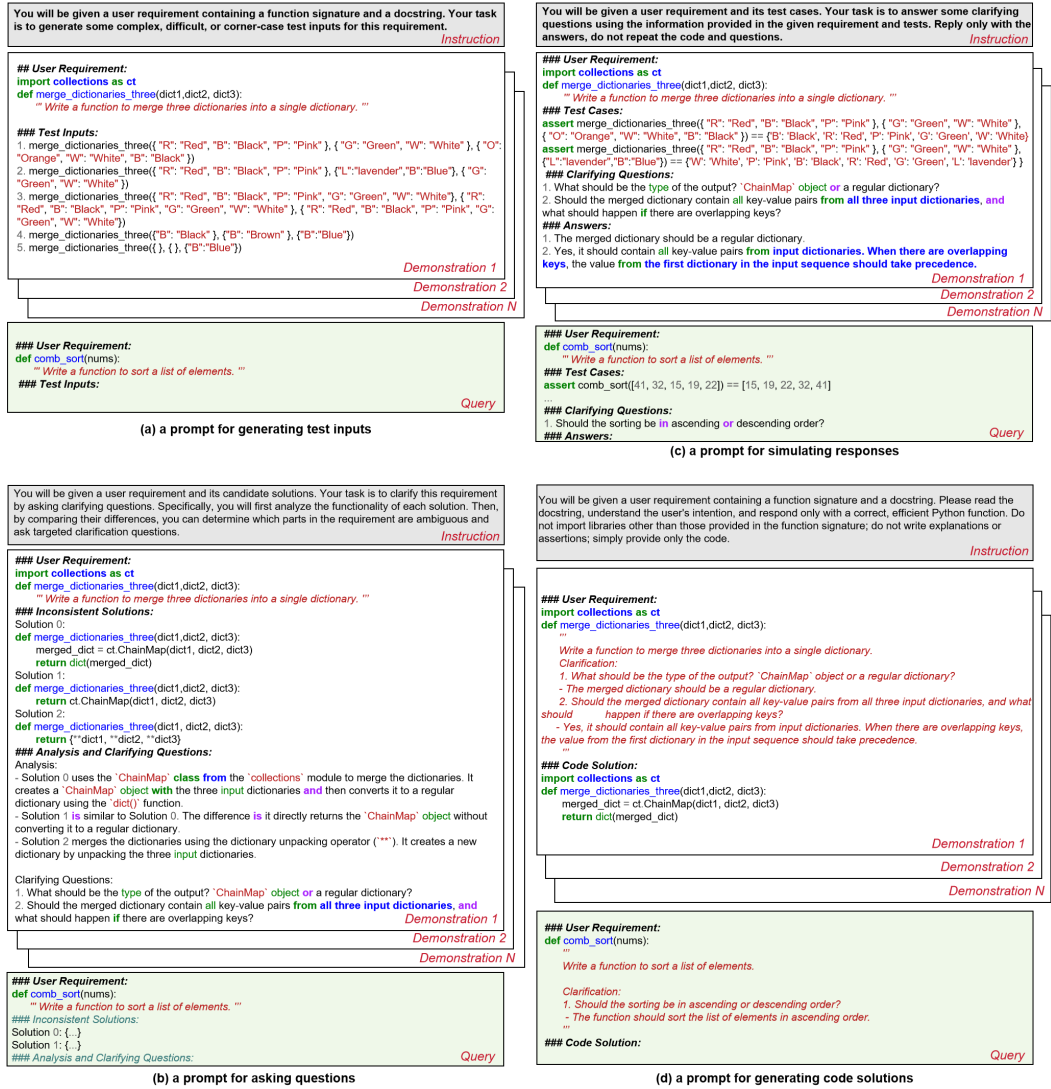 You will be given a user requirement containing a function signature and a docstring. Your task
is to generate some complex, difficult, or corner-case test inputs for this requirement.
Instruction
## User Requirement:
import collections as ct
def merge_dictionaries_three(dict1,dict2, dict3):
''' Write a function to merge three dictionaries into a single dictionary. '''
### Test Inputs:
1. merge_dictionaries_three({ "R": "Red", "B": "Black", "P": "Pink" }, { "G": "Green", "W": "White" }, { "O":
"Orange", "W": "White", "B": "Black" })
2. merge_dictionaries_three({ "R": "Red", "B": "Black", "P": "Pink" }, {"L":"lavender","B":"Blue"}, { "G":
"Green", "W": "White" })
3. merge_dictionaries_three({ "R": "Red", "B": "Black", "P": "Pink", "G": "Green", "W": "White"}, { "R":
"Red", "B": "Black", "P": "Pink", "G": "Green", "W": "White" }, { "R": "Red", "B": "Black", "P": "Pink", "G":
"Green", "W": "White"})
4. merge_dictionaries_three({"B": "Black" }, {"B": "Brown" }, {"B":"Blue"})
5. merge_dictionaries_three({ }, { }, {"B":"Blue"})
Demonstration 1
Demonstration 2
Demonstration N
### User Requirement:
def comb_sort(nums):
''' Write a function to sort a list of elements. '''
### Test Inputs:
Query
(a) a prompt for generating test inputs
You will be given a user requirement and its test cases. Your task is to answer some clarifying
questions using the information provided in the given requirement and tests. Reply only with the
answers, do not repeat the code and questions.
Instruction
### User Requirement:
import collections as ct
def merge_dictionaries_three(dict1,dict2, dict3):
''' Write a function to merge three dictionaries into a single dictionary. '''
### Test Cases:
assert merge_dictionaries_three({ "R": "Red", "B": "Black", "P": "Pink" }, { "G": "Green", "W": "White" },
{ "O": "Orange", "W": "White", "B": "Black" }) == {'B': 'Black', 'R': 'Red', 'P': 'Pink', 'G': 'Green', 'W': 'White}
assert merge_dictionaries_three({ "R": "Red", "B": "Black", "P": "Pink" }, { "G": "Green", "W": "White" },
{"L":"lavender","B":"Blue"}) == {'W': 'White', 'P': 'Pink', 'B': 'Black', 'R': 'Red', 'G': 'Green', 'L': 'lavender'} }
### Clarifying Questions:
1. What should be the type of the output? `ChainMap` object or a regular dictionary?
2. Should the merged dictionary contain all key-value pairs from all three input dictionaries, and
what should happen if there are overlapping keys?
### Answers:
1. The merged dictionary should be a regular dictionary.
2. Yes, it should contain all key-value pairs from input dictionaries. When there are overlapping
keys, the value from the first dictionary in the input sequence should take precedence.
Demonstration 1
Demonstration 2
Demonstration N
### User Requirement:
def comb_sort(nums):
''' Write a function to sort a list of elements. '''
### Test Cases:
assert comb_sort([41, 32, 15, 19, 22]) == [15, 19, 22, 32, 41]
...
### Clarifying Questions:
1. Should the sorting be in ascending or descending order?
### Answers:
Query
(c) a prompt for simulating responses
You will be given a user requirement and its candidate solutions. Your task is to clarify this requirement
by asking clarifying questions. Specifically, you will first analyze the functionality of each solution. Then,
by comparing their differences, you can determine which parts in the requirement are ambiguous and
ask targeted clarification questions.
Instruction
### User Requirement:
import collections as ct
def merge_dictionaries_three(dict1,dict2, dict3):
''' Write a function to merge three dictionaries into a single dictionary. '''
### Inconsistent Solutions:
Solution 0:
def merge_dictionaries_three(dict1,dict2, dict3):
merged_dict = ct.ChainMap(dict1, dict2, dict3)
return dict(merged_dict)
Solution 1:
def merge_dictionaries_three(dict1,dict2, dict3):
return ct.ChainMap(dict1, dict2, dict3)
Solution 2:
def merge_dictionaries_three(dict1, dict2, dict3):
return {**dict1, **dict2, **dict3}
### Analysis and Clarifying Questions:
Analysis:
- Solution 0 uses the `ChainMap` class from the `collections` module to merge the dictionaries. It
creates a `ChainMap` object with the three input dictionaries and then converts it to a regular
dictionary using the `dict()` function.
- Solution 1 is similar to Solution 0. The difference is it directly returns the `ChainMap` object without
converting it to a regular dictionary.
- Solution 2 merges the dictionaries using the dictionary unpacking operator (`**`). It creates a new
dictionary by unpacking the three input dictionaries.
Clarifying Questions:
1. What should be the type of the output? `ChainMap` object or a regular dictionary?
2. Should the merged dictionary contain all key-value pairs from all three input dictionaries, and
what should happen if there are overlapping keys?
Demonstration 1
Demonstration 2
Demonstration N
### User Requirement:
def comb_sort(nums):
''' Write a function to sort a list of elements. '''
### Inconsistent Solutions:
Solution 0: {...}
Solution 1: {...}
### Analysis and Clarifying Questions:
Query
(b) a prompt for asking questions
You will be given a user requirement containing a function signature and a docstring. Please read the
docstring, understand the user's intention, and respond only with a correct, efficient Python function. Do
not import libraries other than those provided in the function signature; do not write explanations or
assertions; simply provide only the code.
Instruction
### User Requirement:
import collections as ct
def merge_dictionaries_three(dict1,dict2, dict3):
'''
Write a function to merge three dictionaries into a single dictionary.
Clarification:
1. What should be the type of the output? `ChainMap` object or a regular dictionary?
- The merged dictionary should be a regular dictionary.
2. Should the merged dictionary contain all key-value pairs from all three input dictionaries, and what
should happen if there are overlapping keys?
- Yes, it should contain all key-value pairs from input dictionaries. When there are overlapping keys,
the value from the first dictionary in the input sequence should take precedence.
'''
### Code Solution:
import collections as ct
def merge_dictionaries_three(dict1,dict2, dict3):
merged_dict = ct.ChainMap(dict1, dict2, dict3)
return dict(merged_dict)
Demonstration 1
Demonstration 2
Demonstration N
### User Requirement:
def comb_sort(nums):
'''
Write a function to sort a list of elements.
Clarification:
1. Should the sorting be in ascending or descending order?
- The function should sort the list of elements in ascending order.
'''
### Code Solution:
Query
(d) a prompt for generating code solutions